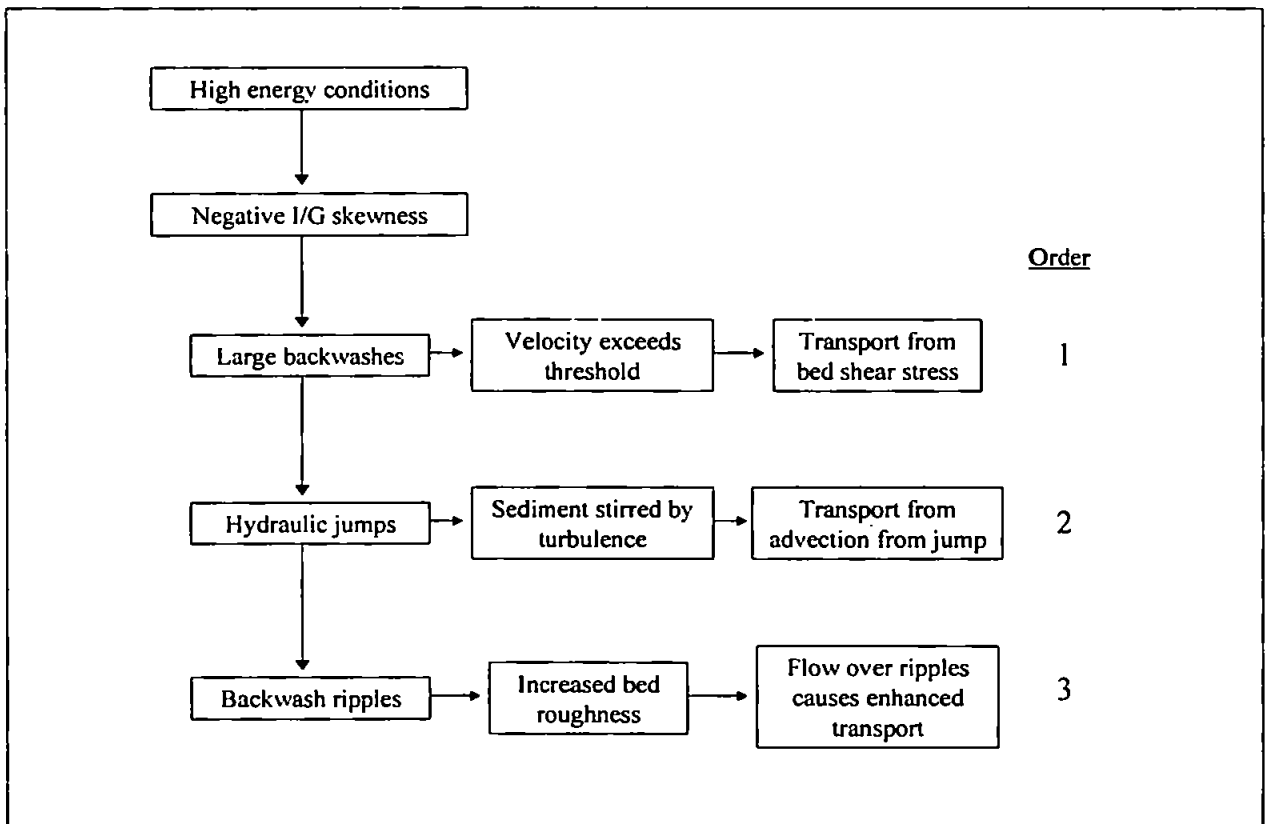 High energy conditions
Negative I/G skewness
Order
Large backwashes
Velocity exceeds
threshold
Transport from
bed shear stress
1
Hydraulic jumps
Sediment stirred by
turbulence
Transport from
advection from jump
2
Backwash ripples
Increased bed
roughness
Flow over ripples
causes enhanced
transport
3